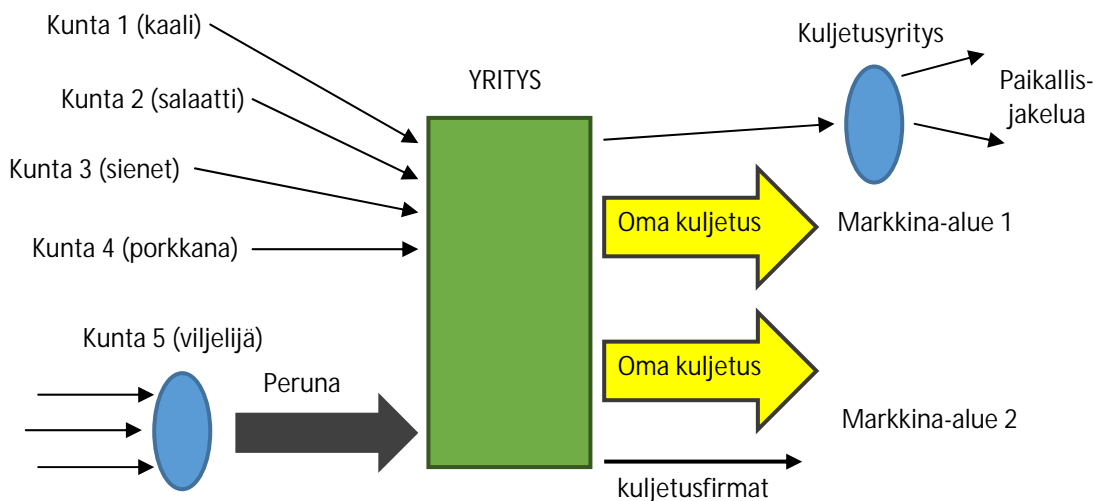 Kunta 1 (kaali)
Kunta 2 (salaatti)
Kunta 3 (sienet)
Kunta 4 (porkkana)
Kunta 5 (viljelijä)
Peruna
YRITYS
Kuljetusyritys
Paikallis-
jakelua
Oma kuljetus
Markkina-alue 1
Oma kuljetus
Markkina-alue 2
kuljetusfirmat